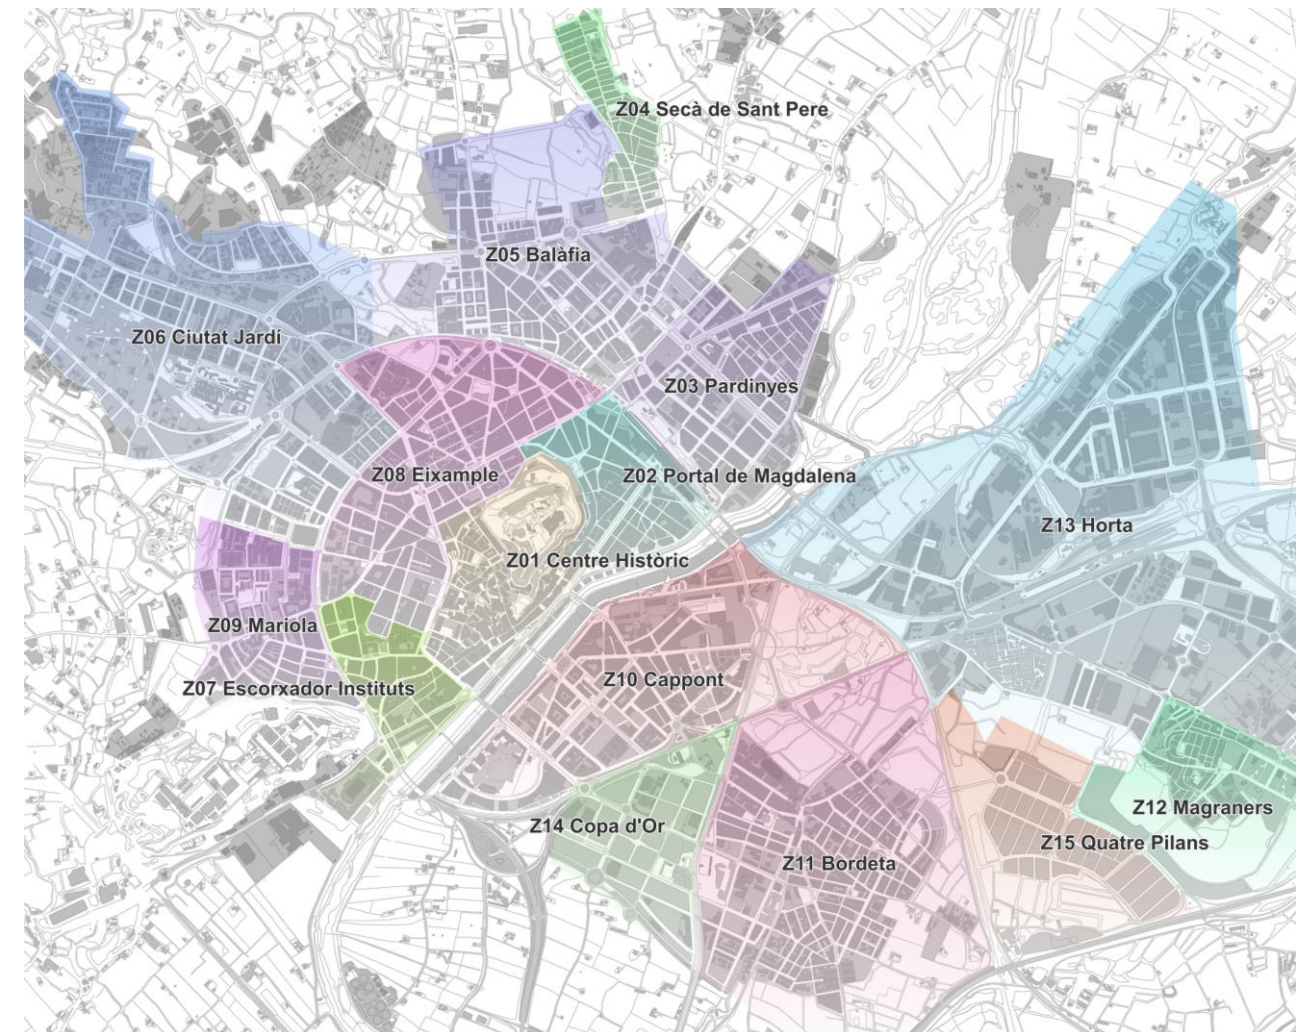 Z04 Secà de Sant Pere
Z05 Balàfia
Z06 Ciutat Jardí
Z03 Pardinyes
Z08 Eixample
Z02 Portal de Magdalena
Z13 Horta
Z01 Centre Històric
Z09 Mariola
Z10 Cappont
Z07 Escorxador Instituts
Z12 Magraners
Z14 Copa d'Or
Z15 Quatre Pilans
Z11 Bordeta